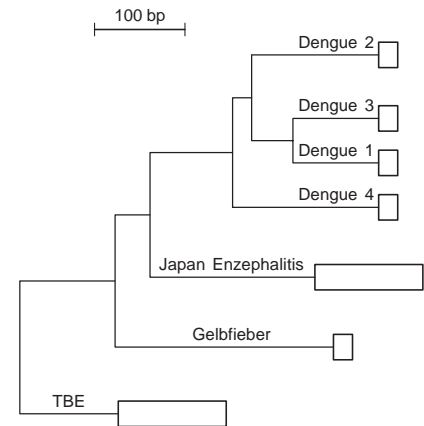 100 bp
Dengue 2
Dengue 3
Dengue 1
Dengue 4
Japan Enzephalitis
Gelbfieber
TBE